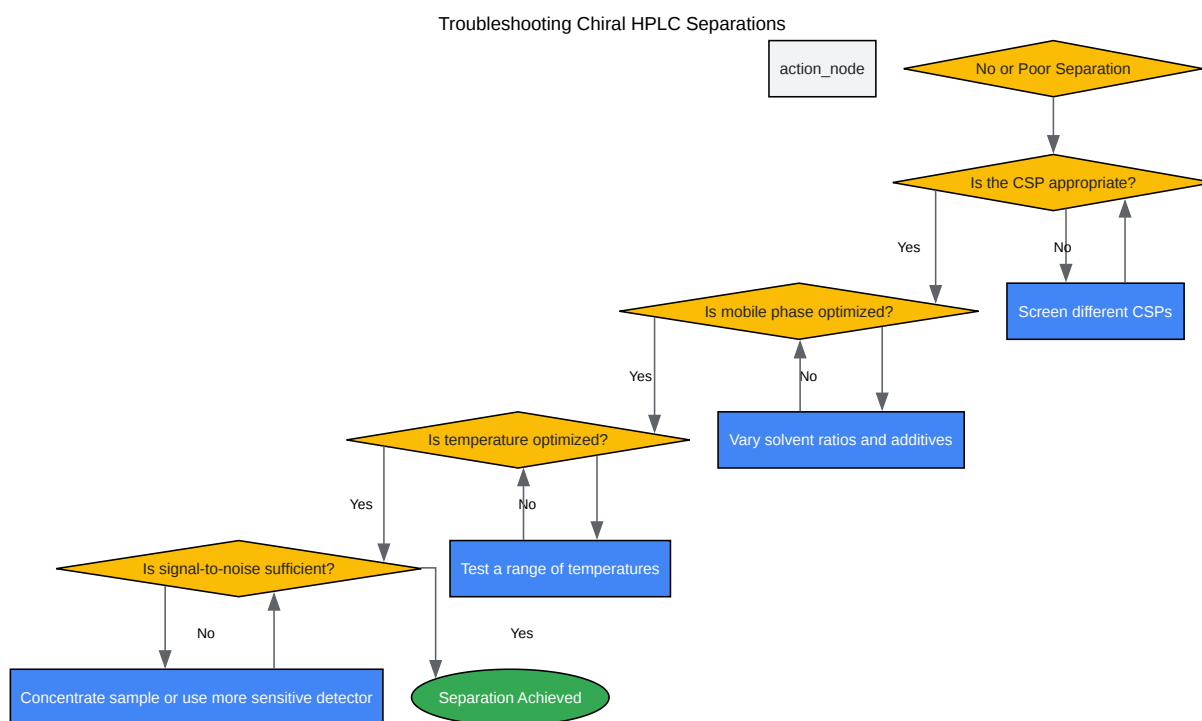 Troubleshooting Chiral HPLC Separations
action_node
No or Poor Separation
Is the CSP appropriate?
Yes
No
Is mobile phase optimized?
Screen different CSPs
Yes
No
Is temperature optimized?
Vary solvent ratios and additives
Yes
No
Is signal-to-noise sufficient?
Test a range of temperatures
No
Yes
Concentrate sample or use more sensitive detector
Separation Achieved